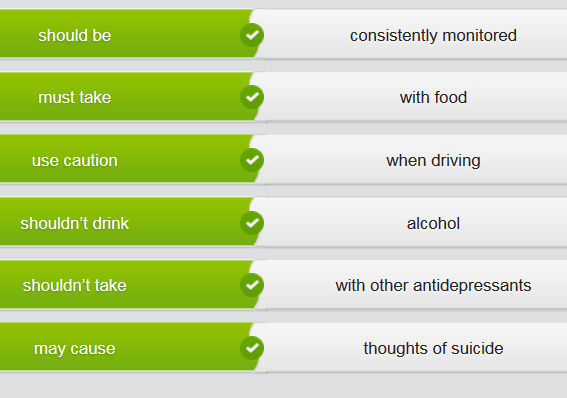 should be consistently monitored
must take with food
use caution when driving
shouldn’t drink alcohol
shouldn’t take with other antidepressants
may cause thoughts of suicide